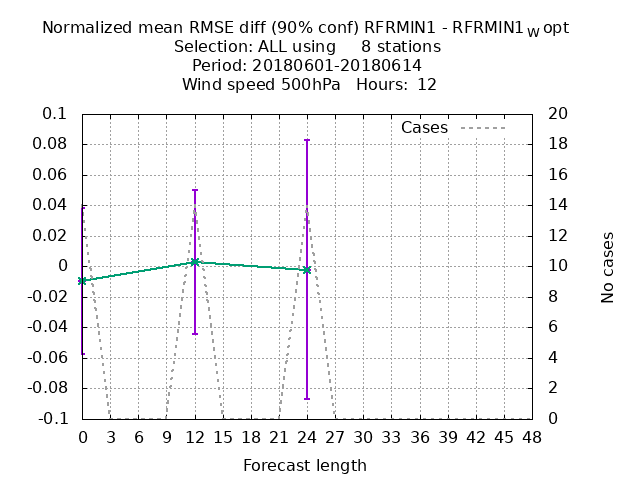 Normalized mean RMSE diff (90% conf) RFRMIN1 - RFRMIN1w opt
Selection: ALL using 8 stations
Period: 20180601-20180614
Wind speed 500hPa Hours: 12
Cases
0.1
0.08
0.06
0.04
0.02
0
-0.02
-0.04
-0.06
-0.08
-0.1
20
18
16
14
12
10
8
6
4
2
0
No cases
0 3 6 9 12 15 18 21 24 27 30 33 36 39 42 45 48
Forecast length